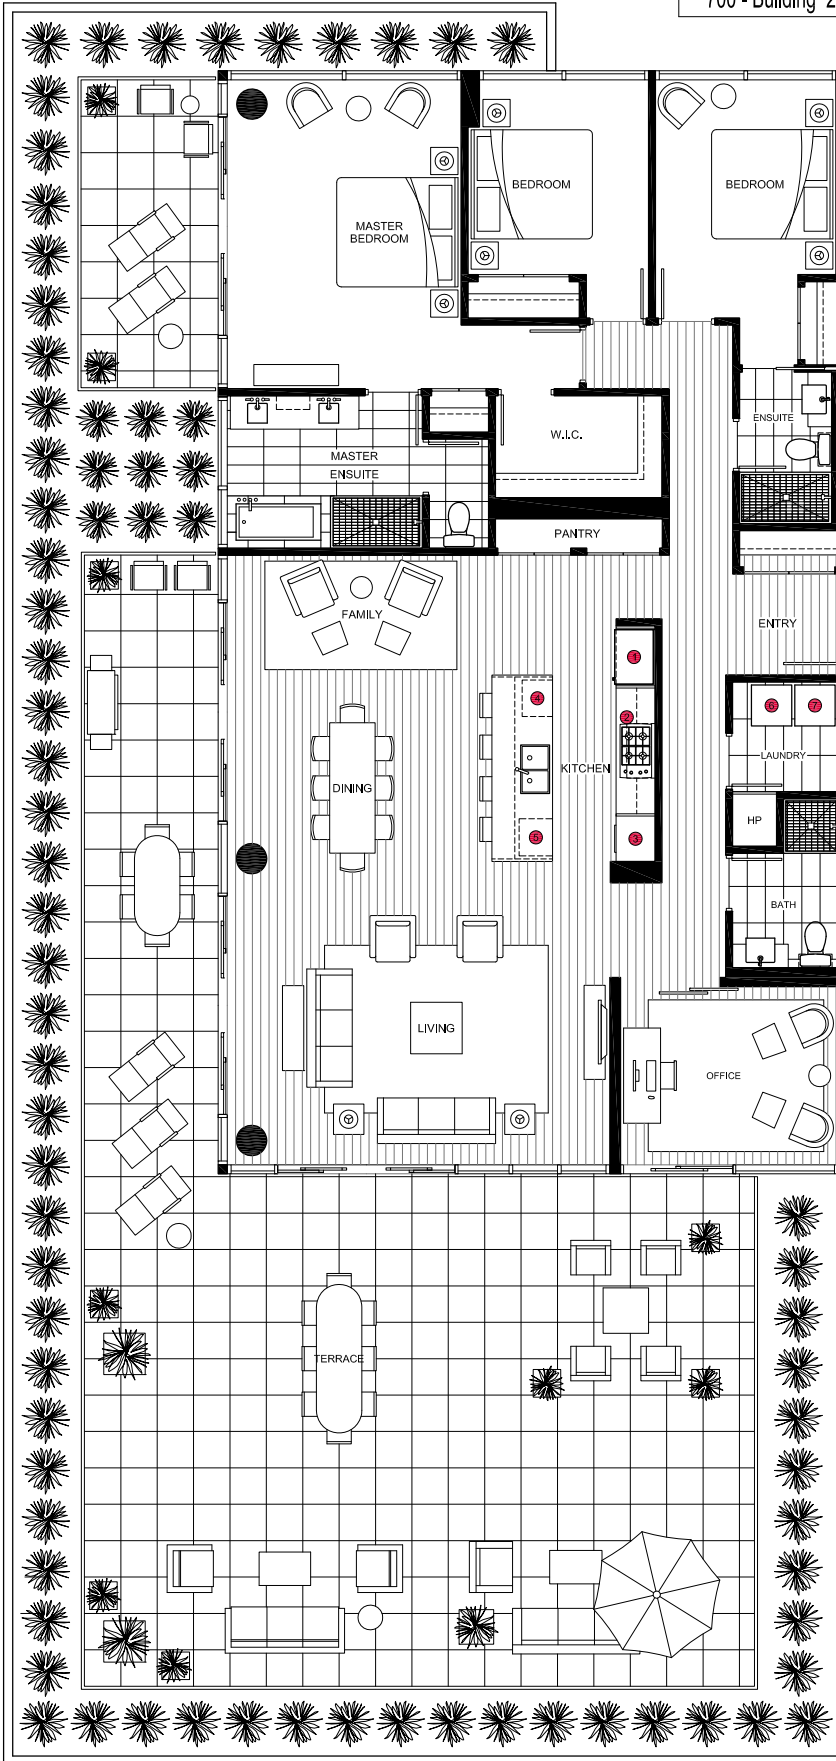 700 - Building 2
BEDROOM
BEDROOM
MASTER
BEDROOM
ENSUITE
W.I.C.
MASTER
ENSUITE
PANTRY
FAMILY
ENTRY
1
4
6
7
2
LAUNDRY
KITCHEN
DINING
HP
5
3
BATH
LIVING
OFFICE
TERRACE